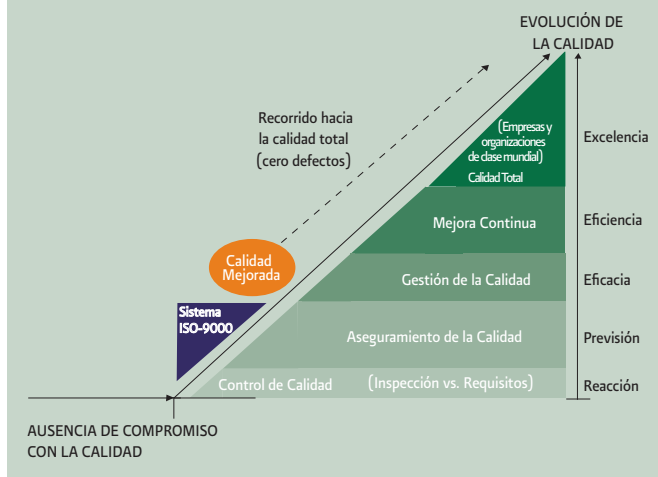 EVOLUCIÓN DE
LA CALIDAD
Recorrido hacia
la calidad total
(cero defectos)
(Empresas y
organizaciones
de clase mundial)
Calidad Total
Excelencia
Mejora Continua
Eficiencia
Calidad
Mejorada
Gestión de la Calidad
Eficacia
Sistema
ISO-9000
Aseguramiento de la Calidad
Previsión
Control de Calidad (Inspección vs. Requisitos)
Reacción
AUSENCIA DE COMPROMISO
CON LA CALIDAD